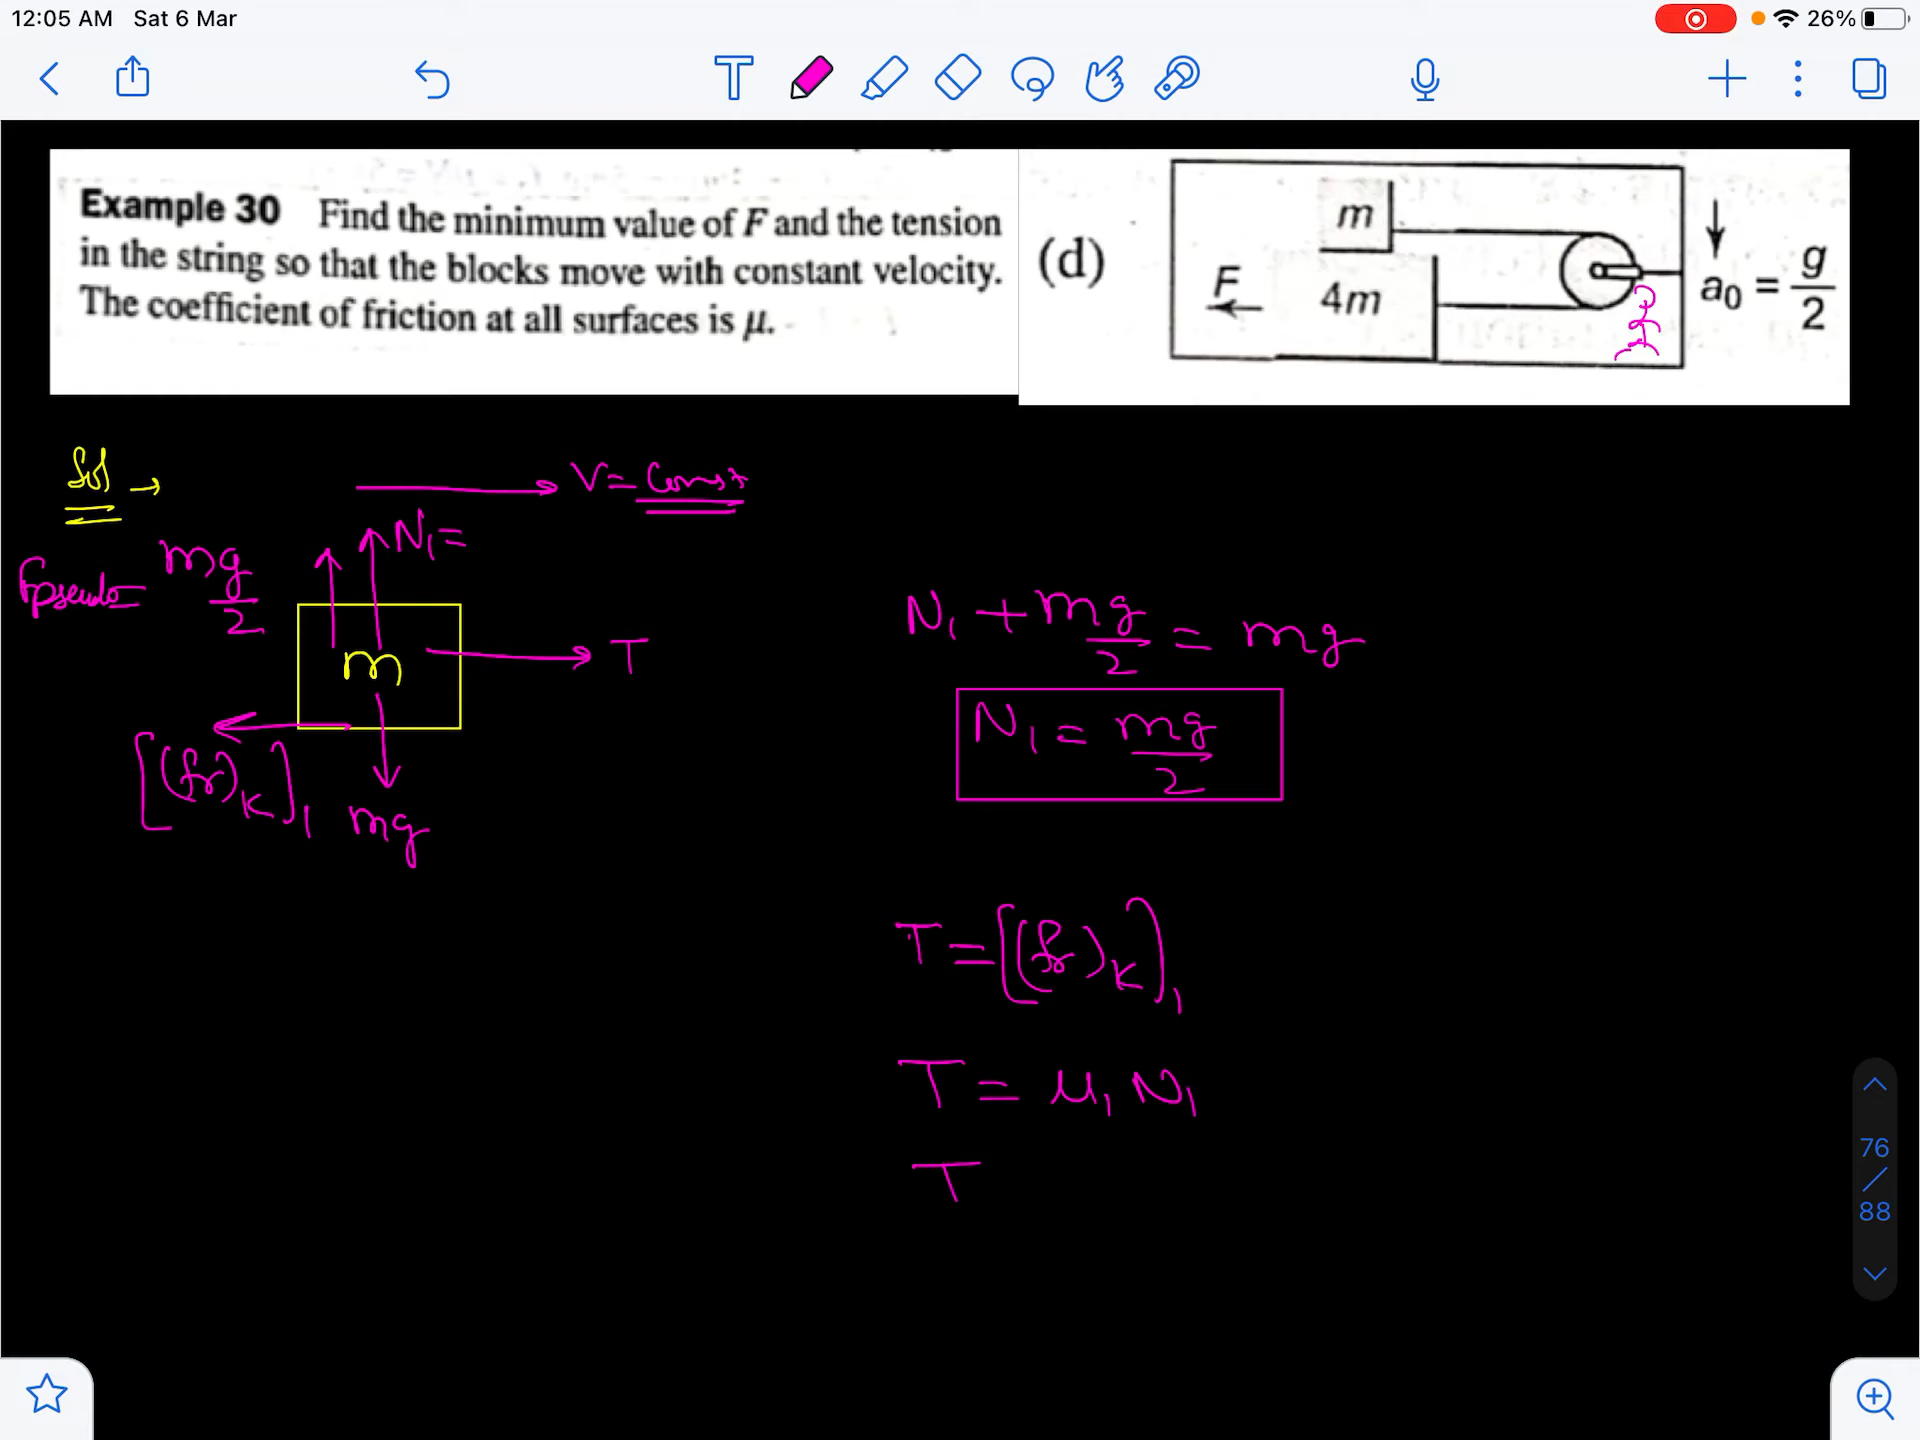 12:05 AM Sat 6 Mar
26%
Example 30 Find the minimum value of F and the tension
in the string so that the blocks move with constant velocity.
The coefficient of friction at all surfaces is μ.
(d)
m
F
4m
a₀ = g/2
Sol →
V = Const
N₁ =
Fpseudo = mg/2
m
T
[(fr)ₖ]₁
mg
N₁ + mg/2 = mg
N₁ = mg/2
T = [(fr)ₖ]₁
T = μ₁ N₁
T
76
/
88